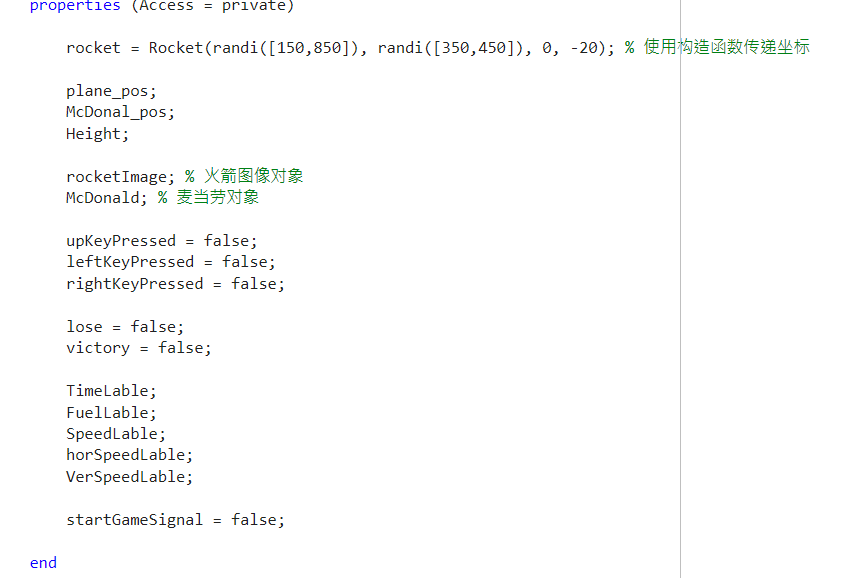 properties (Access = private)
rocket = Rocket(randi([150,850]), randi([350,450]), 0, -20); % 使用构造函数传递坐标
plane_pos;
McDonal_pos;
Height;
rocketImage; % 火箭图像对象
McDonald; % 麦当劳对象
upKeyPressed = false;
leftKeyPressed = false;
rightKeyPressed = false;
lose = false;
victory = false;
TimeLable;
FuelLable;
SpeedLable;
horSpeedLable;
VerSpeedLable;
startGameSignal = false;
end